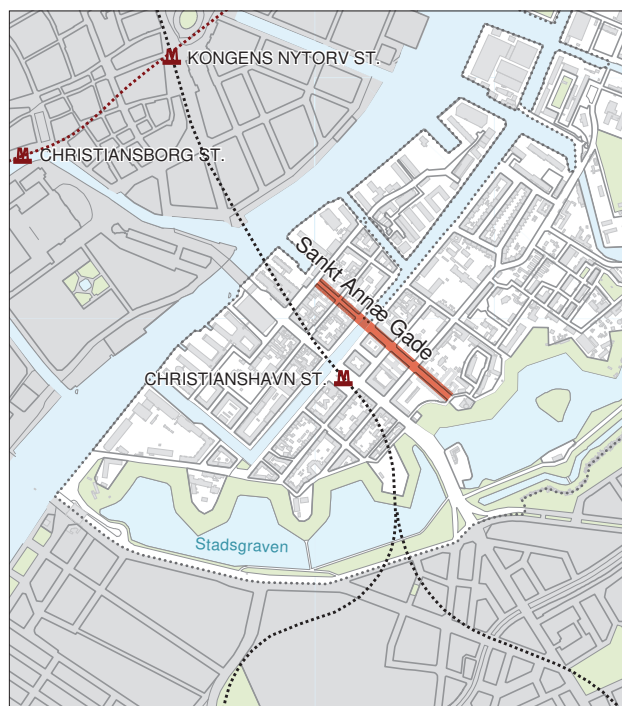 KONGENS NYTORV ST.
CHRISTIANSBORG ST.
Sankt Annæ Gade
CHRISTIANSHAVN ST.
Stadsgraven